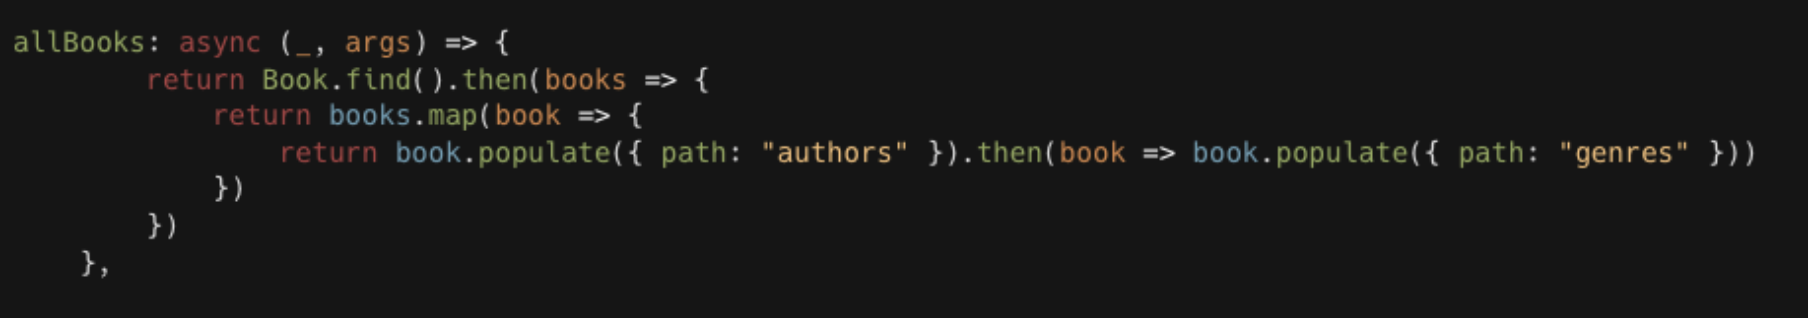 allBooks: async (_, args) => {
        return Book.find().then(books => {
            return books.map(book => {
                return book.populate({ path: "authors" }).then(book => book.populate({ path: "genres" }))
            })
        })
    },